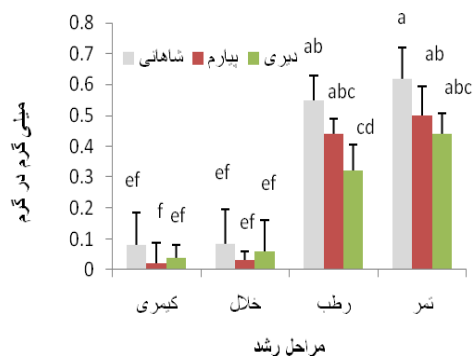 میلی گرم در گرم
0.8
0.7
0.6
0.5
0.4
0.3
0.2
0.1
0
شاهانی پیارم دیری
ef f ef
ef ef ef
ab abc cd
a ab abc
کیمری خلال رطب تمر
مراحل رشد